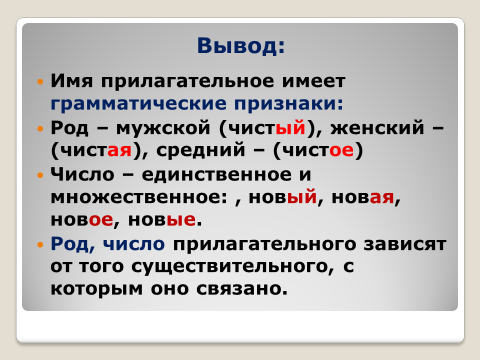 Вывод:
Имя прилагательное имеет
грамматические признаки:
Род – мужской (чистый), женский –
(чистая), средний – (чистое)
Число – единственное и
множественное: , новый, новая,
новое, новые.
Род, число прилагательного зависят
от того существительного, с
которым оно связано.